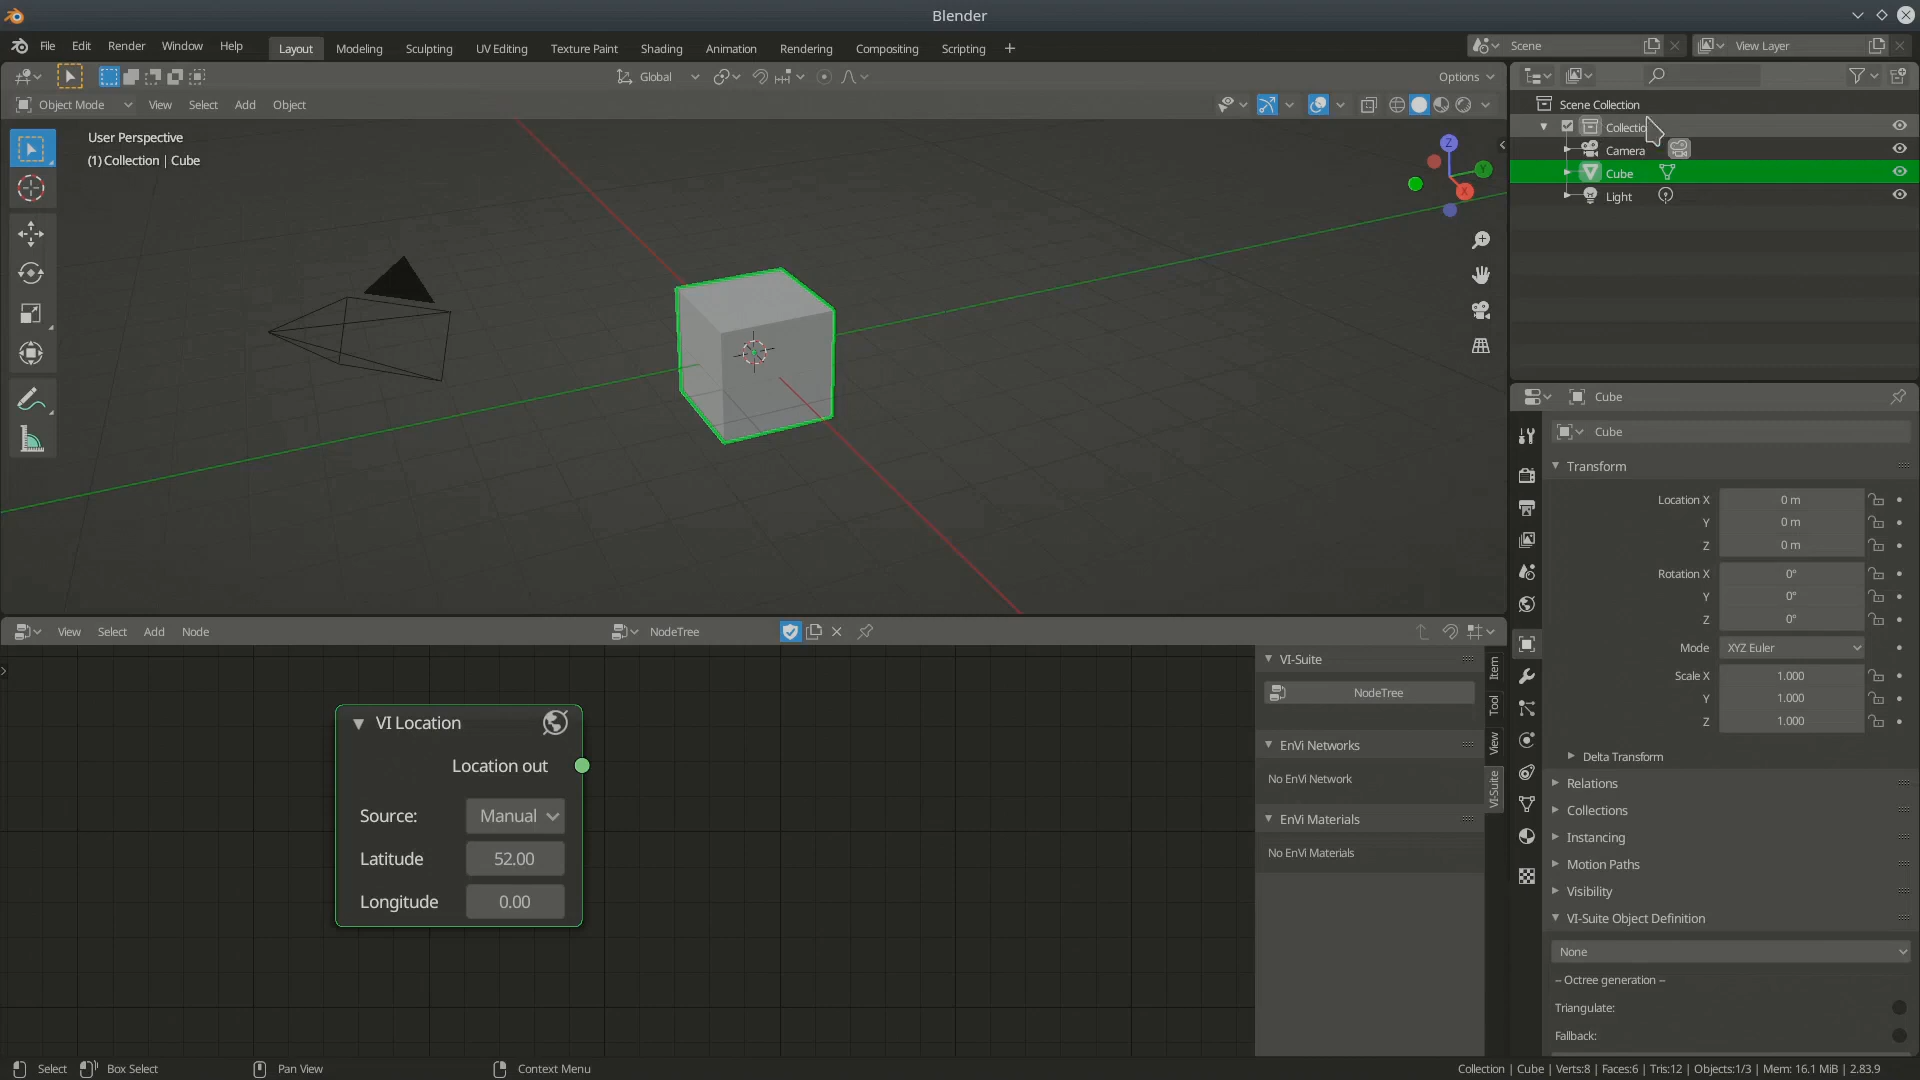 Blender
File Edit Render Window Help Layout Modeling Sculpting UV Editing Texture Paint Shading Animation Rendering Compositing Scripting + Scene View Layer
Global Options
Object Mode View Select Add Object
User Perspective
(1) Collection | Cube
Z
Y
X
Scene Collection
Collectio
Camera
Cube
Light
Cube
Cube
Transform
Location X 0 m
Y 0 m
Z 0 m
Rotation X 0°
Y 0°
Z 0°
Mode XYZ Euler
Scale X 1.000
Y 1.000
Z 1.000
Delta Transform
Relations
Collections
Instancing
Motion Paths
Visibility
VI-Suite Object Definition
None
-- Octree generation --
Triangulate:
Fallback:
View Select Add Node NodeTree
VI Location
Location out
Source: Manual
Latitude 52.00
Longitude 0.00
VI-Suite
NodeTree
EnVi Networks
No EnVi Network
EnVi Materials
No EnVi Materials
Item
Tool
View
VI-Suite
Select Box Select Pan View Context Menu Collection | Cube | Verts:8 | Faces:6 | Tris:12 | Objects:1/3 | Mem: 16.1 MiB | 2.83.9